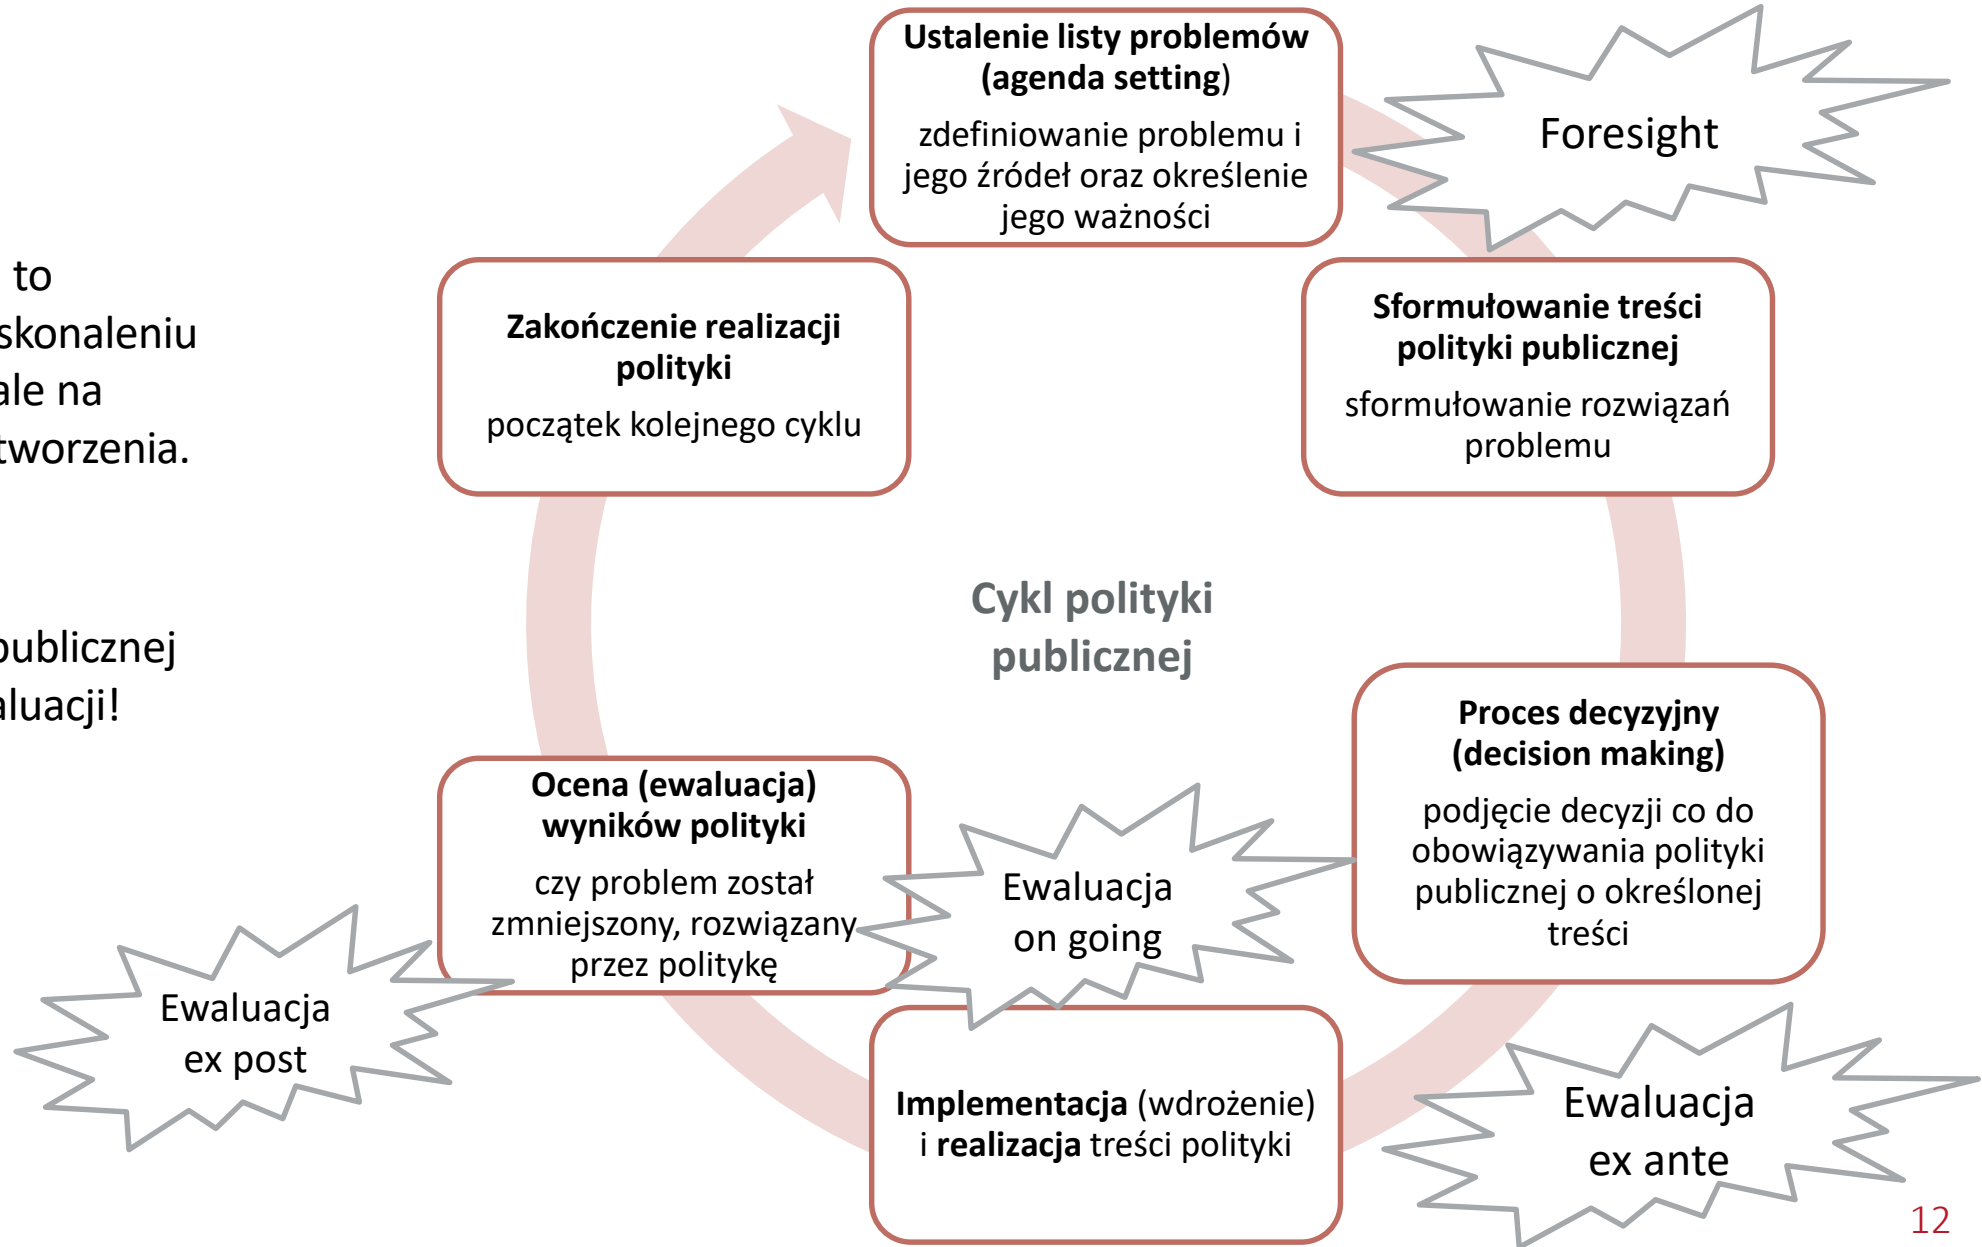 to
skonaleniu
ale na
tworzenia.
publicznej
aluacji!
Ustalenie listy problemów
(agenda setting)
zdefiniowanie problemu i
jego źródeł oraz określenie
jego ważności
Foresight
Sformułowanie treści
polityki publicznej
sformułowanie rozwiązań
problemu
Proces decyzyjny
(decision making)
podjęcie decyzji co do
obowiązywania polityki
publicznej o określonej
treści
Ewaluacja
ex ante
Implementacja (wdrożenie)
i realizacja treści polityki
Ewaluacja
on going
Ocena (ewaluacja)
wyników polityki
czy problem został
zmniejszony, rozwiązany
przez politykę
Ewaluacja
ex post
Zakończenie realizacji
polityki
początek kolejnego cyklu
Cykl polityki
publicznej
12